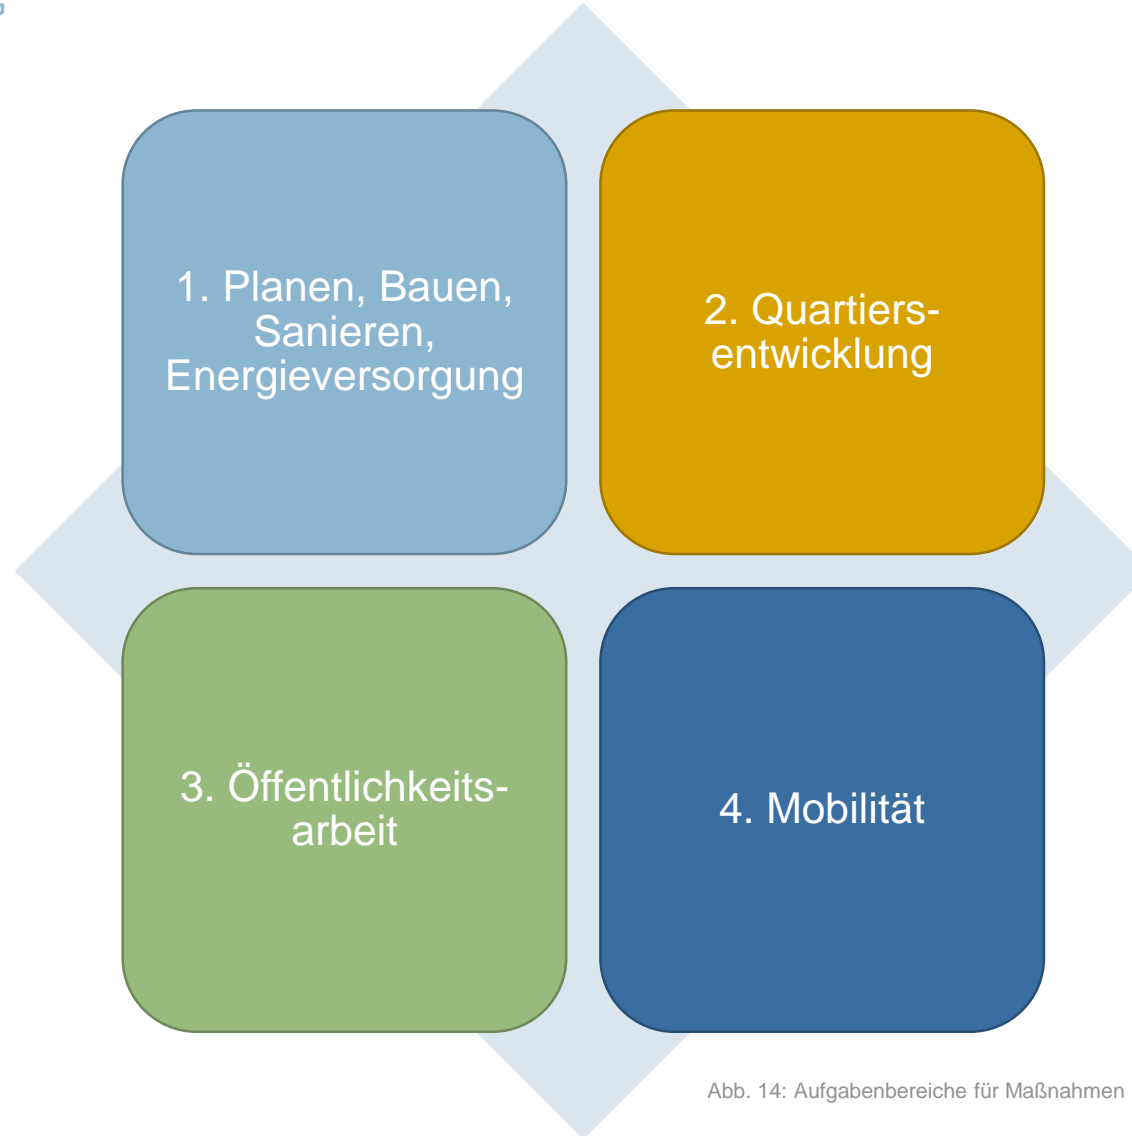 1. Planen, Bauen,
Sanieren,
Energieversorgung
2. Quartiers-
entwicklung
3. Öffentlichkeits-
arbeit
4. Mobilität
Abb. 14: Aufgabenbereiche für Maßnahmen